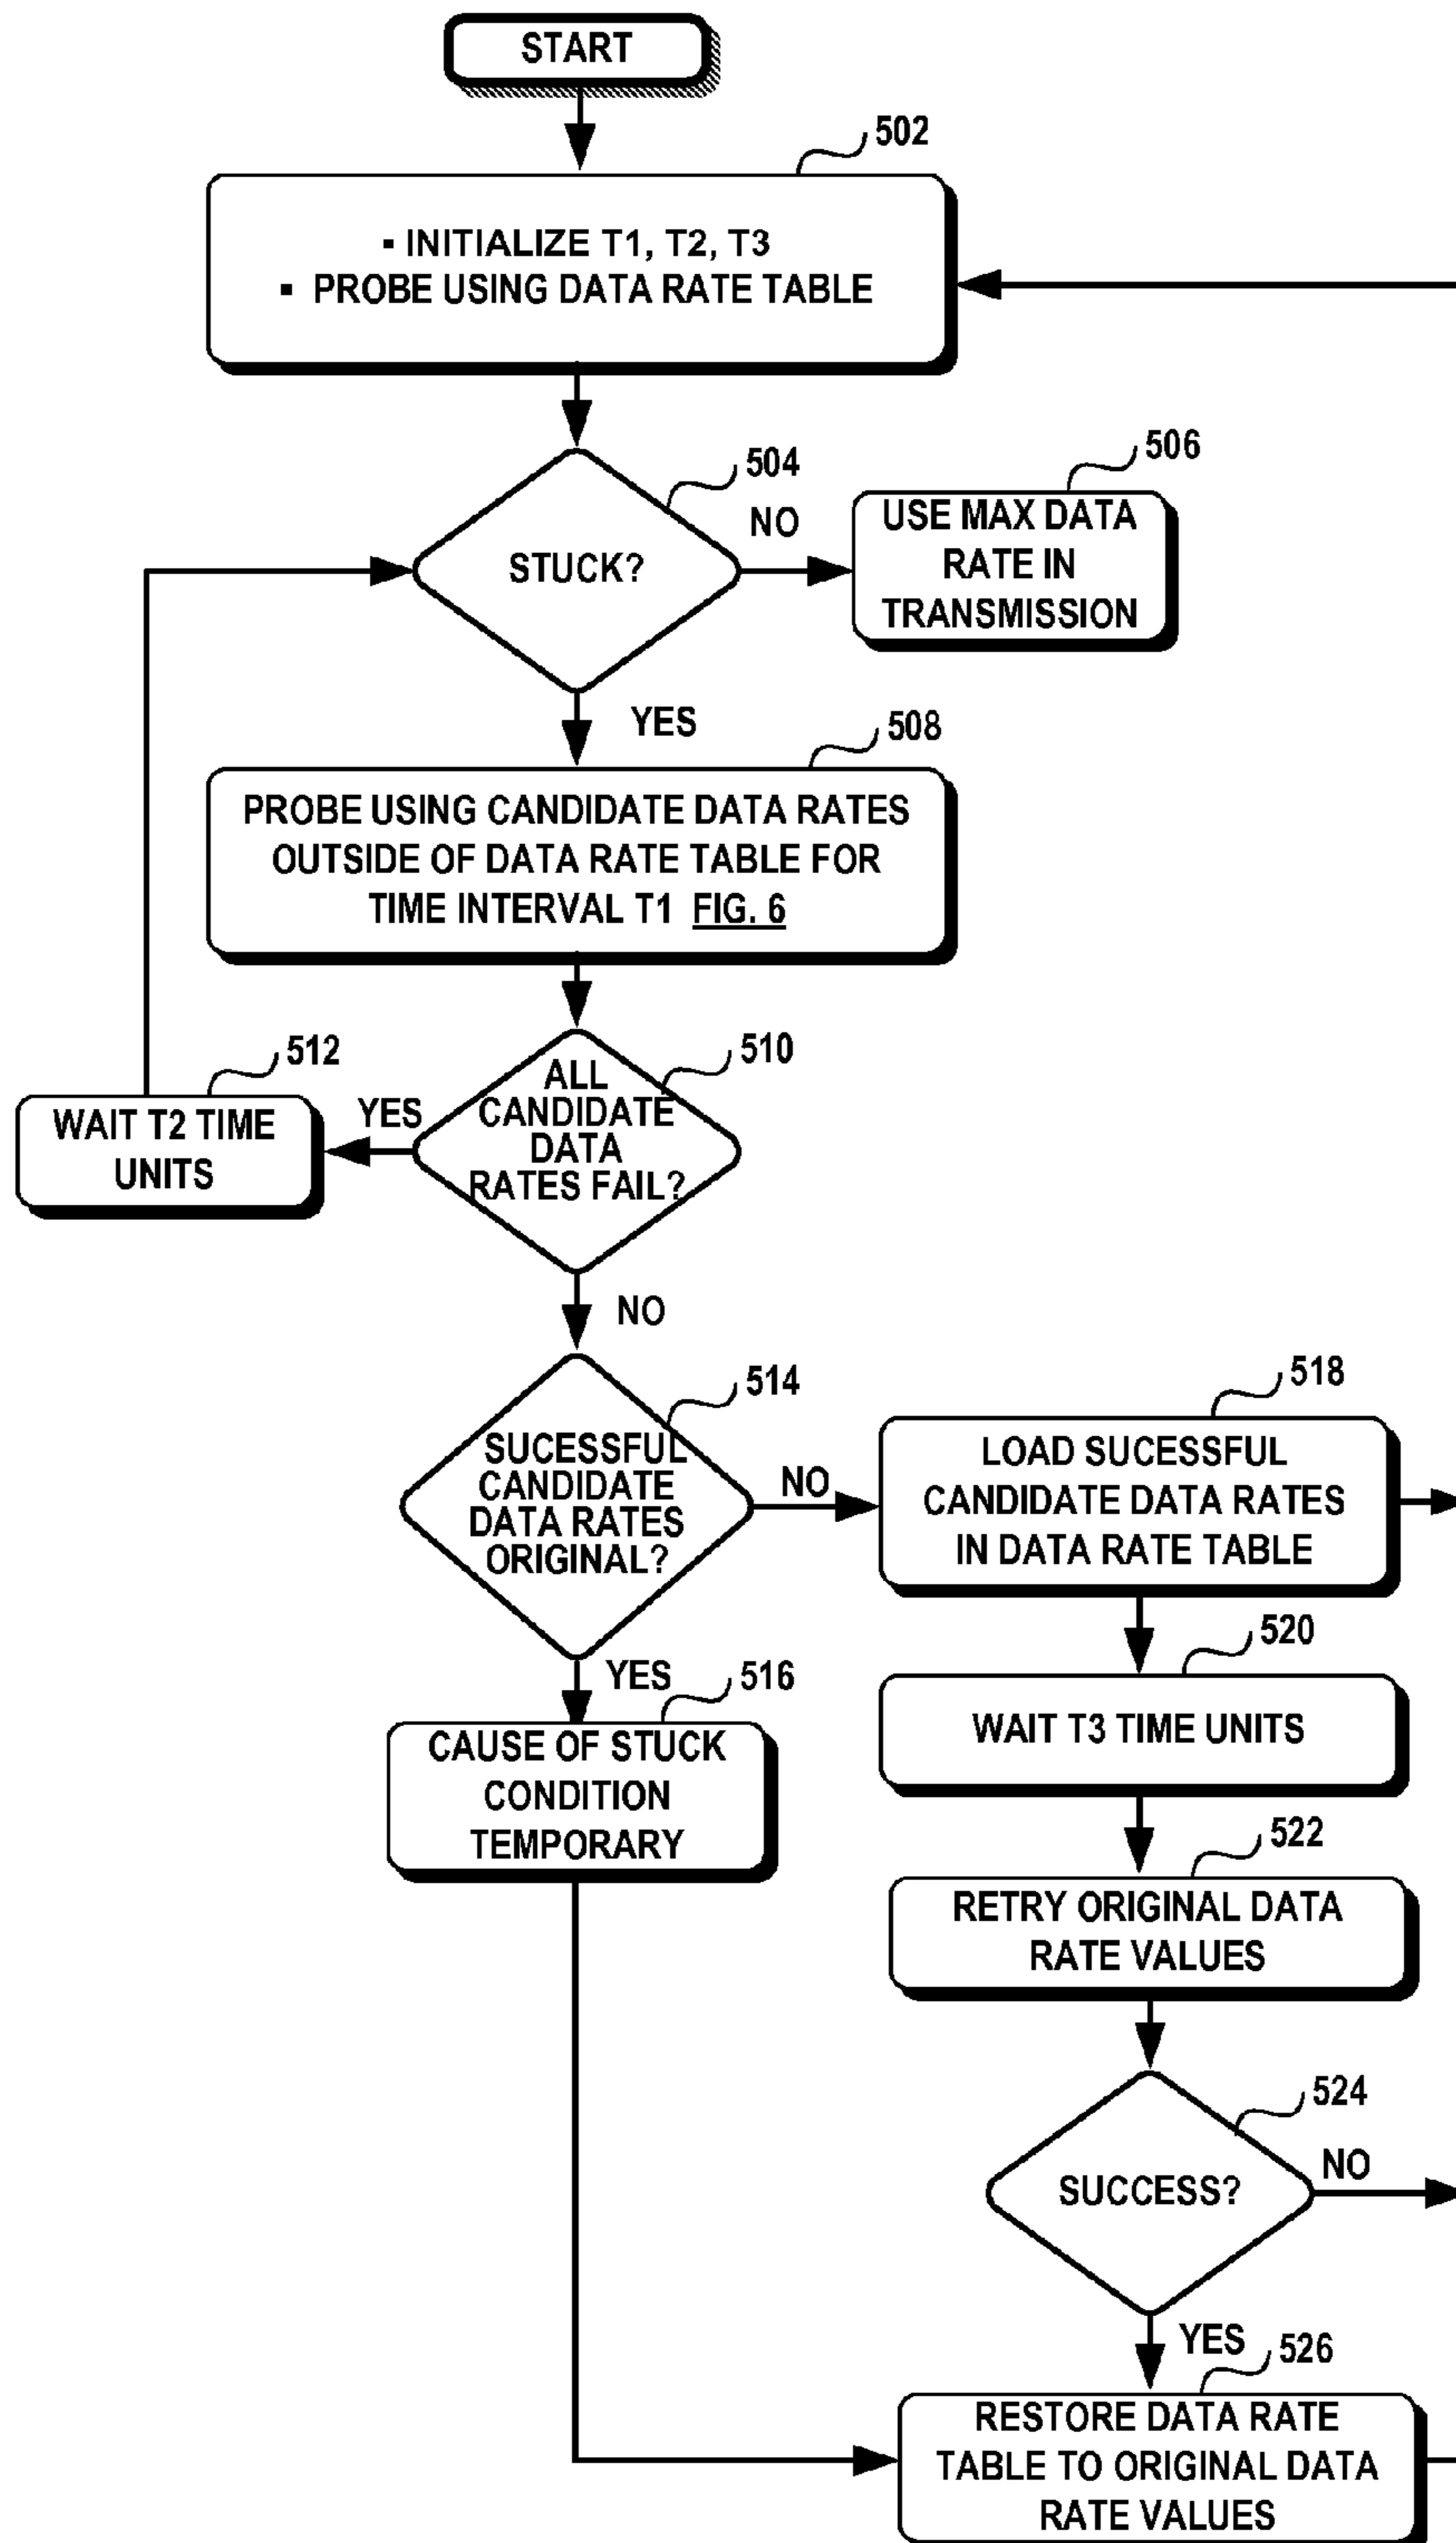 START
502
▪ INITIALIZE T1, T2, T3
▪ PROBE USING DATA RATE TABLE
504
STUCK?
NO
506
USE MAX DATA
RATE IN
TRANSMISSION
YES
508
PROBE USING CANDIDATE DATA RATES
OUTSIDE OF DATA RATE TABLE FOR
TIME INTERVAL T1 FIG. 6
510
ALL
CANDIDATE
DATA
RATES FAIL?
YES
512
WAIT T2 TIME
UNITS
NO
514
SUCESSFUL
CANDIDATE
DATA RATES
ORIGINAL?
NO
518
LOAD SUCESSFUL
CANDIDATE DATA RATES
IN DATA RATE TABLE
YES
516
CAUSE OF STUCK
CONDITION
TEMPORARY
520
WAIT T3 TIME UNITS
522
RETRY ORIGINAL DATA
RATE VALUES
524
SUCCESS?
NO
YES
526
RESTORE DATA RATE
TABLE TO ORIGINAL DATA
RATE VALUES